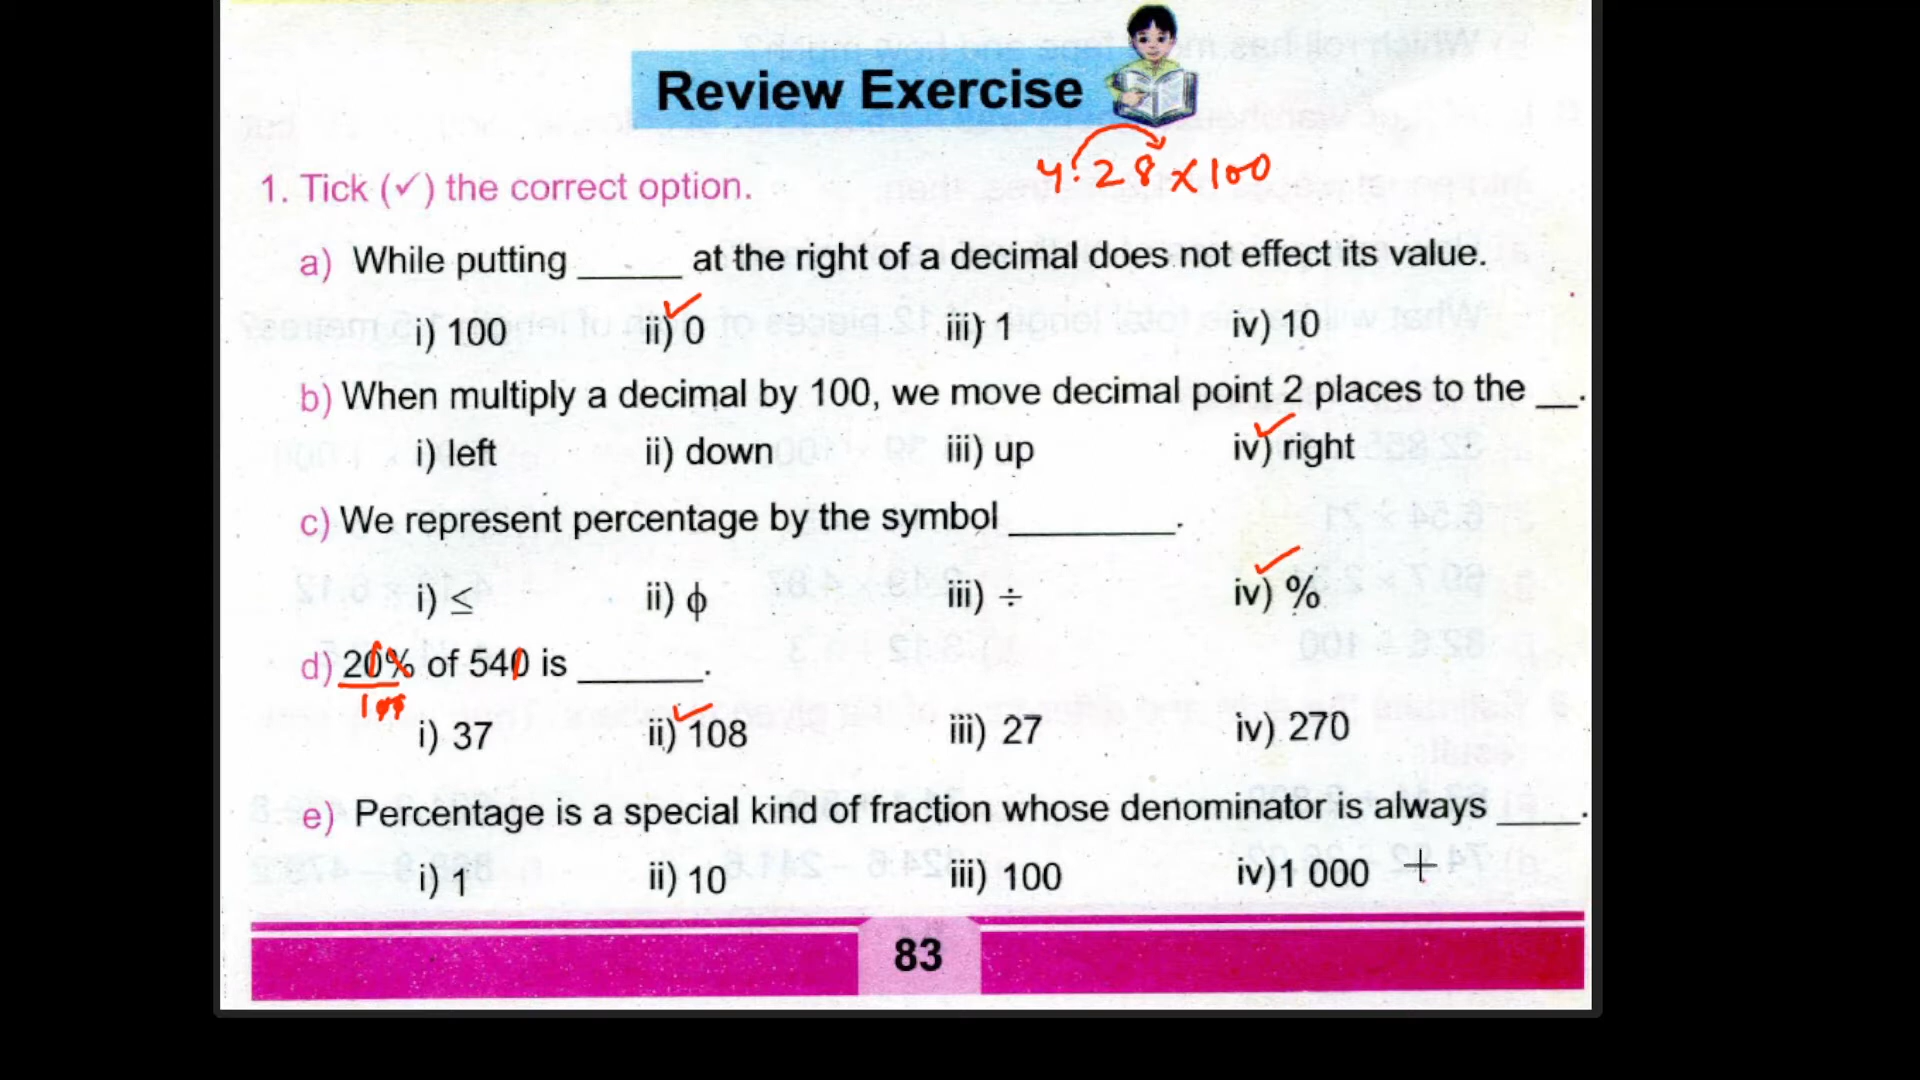 Review Exercise
4.28 × 100
1. Tick (✓) the correct option.
a) While putting _____ at the right of a decimal does not effect its value.
i) 100 ii) 0 iii) 1 iv) 10
b) When multiply a decimal by 100, we move decimal point 2 places to the __.
i) left ii) down iii) up iv) right
c) We represent percentage by the symbol ________.
i) ≤ ii) ϕ iii) ÷ iv) %
d) 20% of 540 is ______.
100
i) 37 ii) 108 iii) 27 iv) 270
e) Percentage is a special kind of fraction whose denominator is always ____.
i) 1 ii) 10 iii) 100 iv) 1 000
83